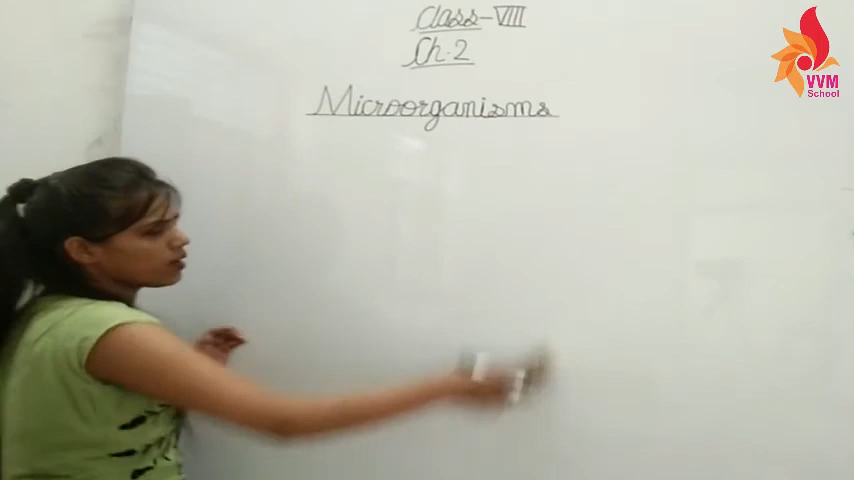 Class-VIII
Ch.2
Microorganisms
VVM
School